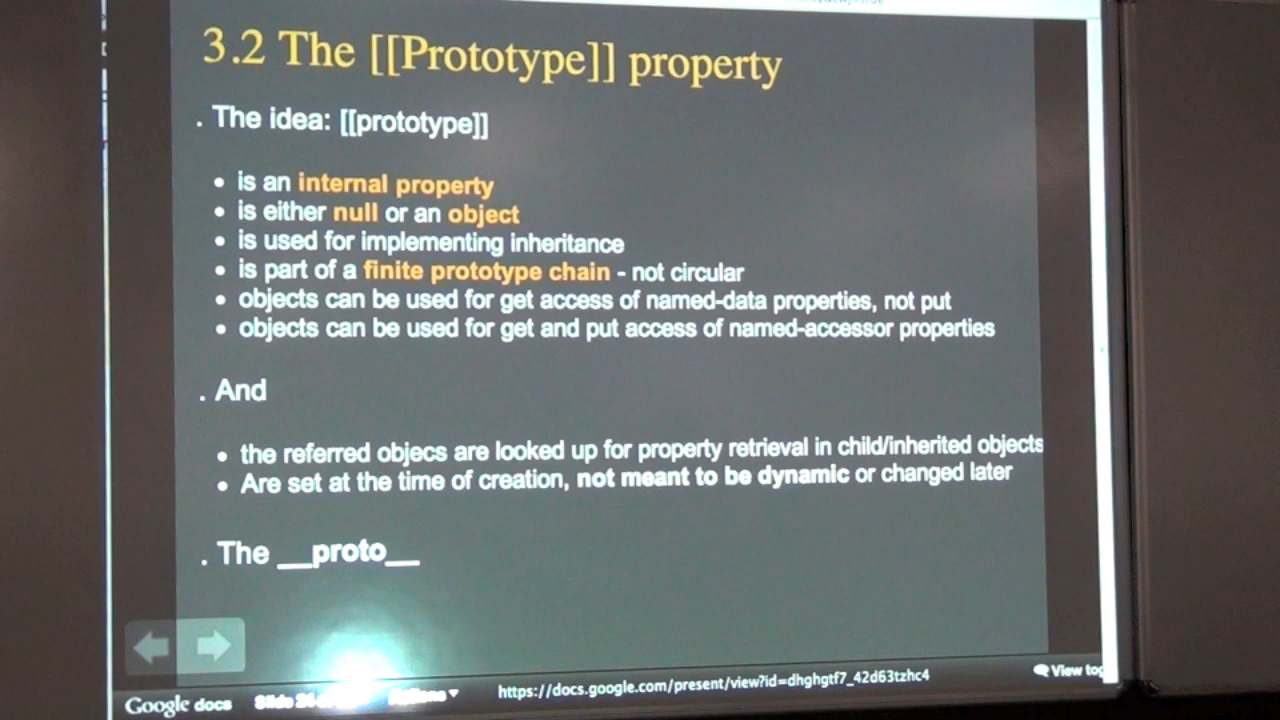 3.2 The [[Prototype]] property
. The idea: [[prototype]]
• is an internal property
• is either null or an object
• is used for implementing inheritance
• is part of a finite prototype chain - not circular
• objects can be used for get access of named-data properties, not put
• objects can be used for get and put access of named-accessor properties
. And
• the referred objecs are looked up for property retrieval in child/inherited objects
• Are set at the time of creation, not meant to be dynamic or changed later
. The __proto__
Google docs
Slide
https://docs.google.com/present/view?id=dhghgtf7_42d63tzhc4
View tog